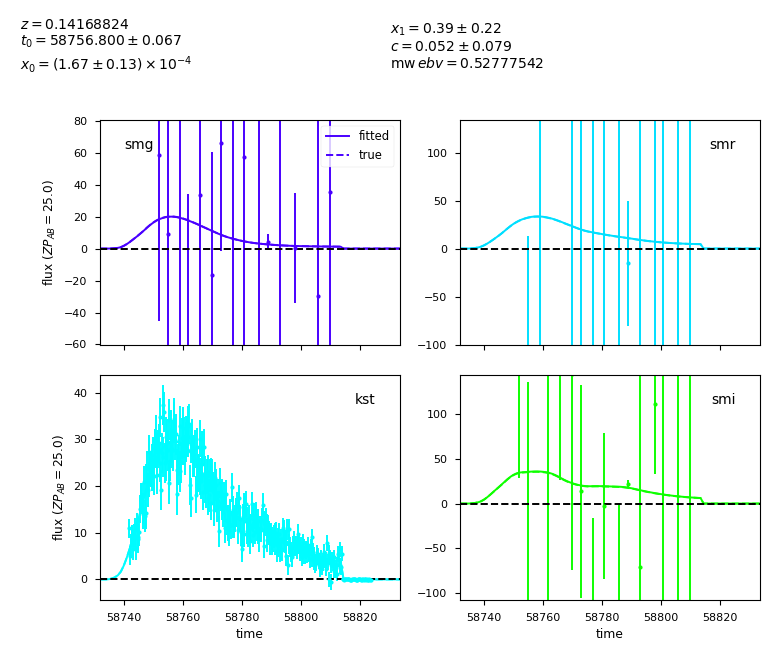 z = 0.14168824
t₀ = 58756.800 ± 0.067
x₀ = (1.67 ± 0.13) × 10⁻⁴
x₁ = 0.39 ± 0.22
c = 0.052 ± 0.079
mw ebv = 0.52777542
80
60
40
20
0
−20
−40
−60
flux (ZP_AB = 25.0)
smg
fitted
true
100
50
0
−50
−100
smr
40
30
20
10
0
flux (ZP_AB = 25.0)
kst
58740
58760
58780
58800
58820
time
100
50
0
−50
−100
smi
58740
58760
58780
58800
58820
time